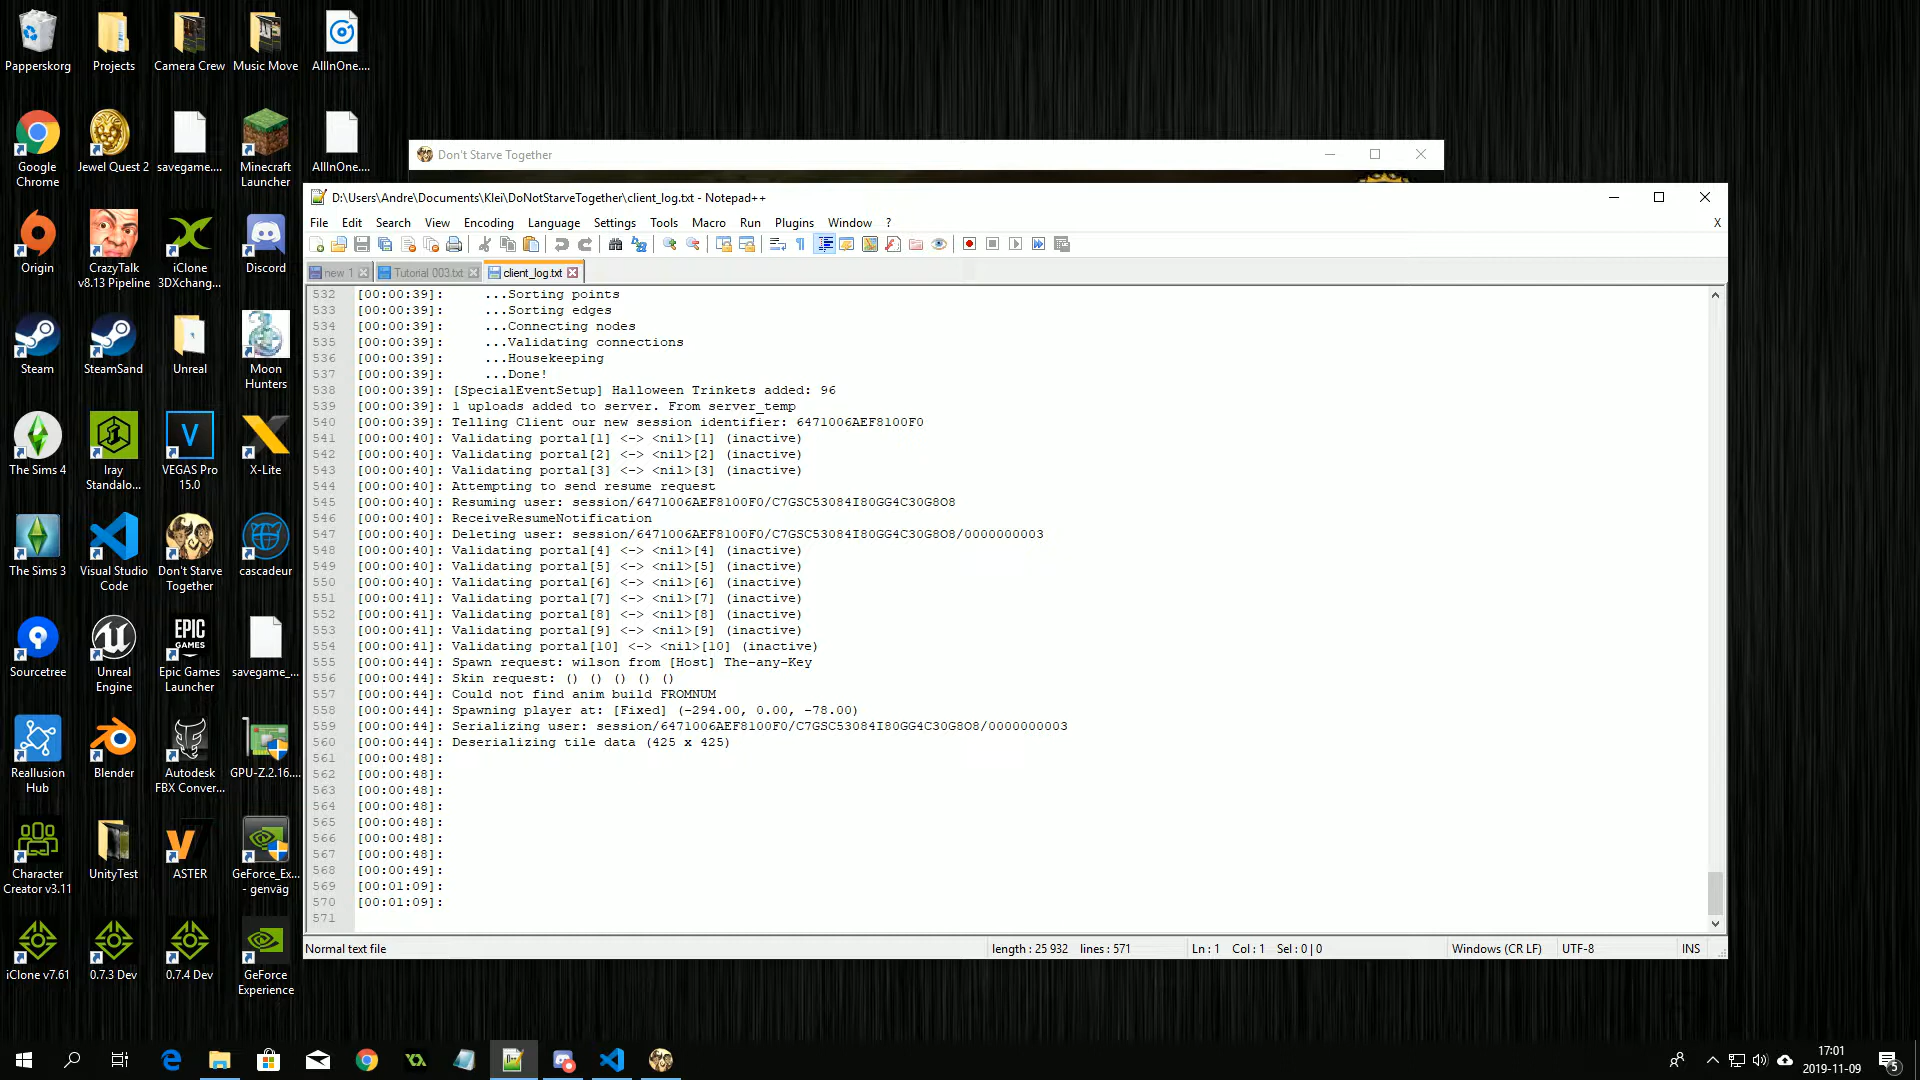 Papperskorg
Projects
Camera Crew
Music Move
AllInOne....
Google Chrome
Jewel Quest 2
savegame....
Minecraft Launcher
AllInOne....
Origin
CrazyTalk v8.13 Pipeline
iClone 3DXchang...
Discord
Steam
SteamSand
Unreal
Moon Hunters
The Sims 4
Iray Standalo...
VEGAS Pro 15.0
X-Lite
The Sims 3
Visual Studio Code
Don't Starve Together
cascadeur
Sourcetree
Unreal Engine
Epic Games Launcher
savegame_...
Reallusion Hub
Blender
Autodesk FBX Conver...
GPU-Z.2.16....
Character Creator v3.11
UnityTest
ASTER
GeForce_Ex... - genväg
iClone v7.61
0.7.3 Dev
0.7.4 Dev
GeForce Experience
Don't Starve Together
D:\Users\Andre\Documents\Klei\DoNotStarveTogether\client_log.txt - Notepad++
File Edit Search View Encoding Language Settings Tools Macro Run Plugins Window ? X
new 1 Tutorial 003.txt client_log.txt
532 [00:00:39]: ...Sorting points
533 [00:00:39]: ...Sorting edges
534 [00:00:39]: ...Connecting nodes
535 [00:00:39]: ...Validating connections
536 [00:00:39]: ...Housekeeping
537 [00:00:39]: ...Done!
538 [00:00:39]: [SpecialEventSetup] Halloween Trinkets added: 96
539 [00:00:39]: 1 uploads added to server. From server_temp
540 [00:00:39]: Telling Client our new session identifier: 6471006AEF8100F0
541 [00:00:40]: Validating portal[1] <-> <nil>[1] (inactive)
542 [00:00:40]: Validating portal[2] <-> <nil>[2] (inactive)
543 [00:00:40]: Validating portal[3] <-> <nil>[3] (inactive)
544 [00:00:40]: Attempting to send resume request
545 [00:00:40]: Resuming user: session/6471006AEF8100F0/C7GSC53084I80GG4C30G8O8
546 [00:00:40]: ReceiveResumeNotification
547 [00:00:40]: Deleting user: session/6471006AEF8100F0/C7GSC53084I80GG4C30G8O8/0000000003
548 [00:00:40]: Validating portal[4] <-> <nil>[4] (inactive)
549 [00:00:40]: Validating portal[5] <-> <nil>[5] (inactive)
550 [00:00:40]: Validating portal[6] <-> <nil>[6] (inactive)
551 [00:00:41]: Validating portal[7] <-> <nil>[7] (inactive)
552 [00:00:41]: Validating portal[8] <-> <nil>[8] (inactive)
553 [00:00:41]: Validating portal[9] <-> <nil>[9] (inactive)
554 [00:00:41]: Validating portal[10] <-> <nil>[10] (inactive)
555 [00:00:44]: Spawn request: wilson from [Host] The-any-Key
556 [00:00:44]: Skin request: () () () () ()
557 [00:00:44]: Could not find anim build FROMNUM
558 [00:00:44]: Spawning player at: [Fixed] (-294.00, 0.00, -78.00)
559 [00:00:44]: Serializing user: session/6471006AEF8100F0/C7GSC53084I80GG4C30G8O8/0000000003
560 [00:00:44]: Deserializing tile data (425 x 425)
561 [00:00:48]:
562 [00:00:48]:
563 [00:00:48]:
564 [00:00:48]:
565 [00:00:48]:
566 [00:00:48]:
567 [00:00:48]:
568 [00:00:49]:
569 [00:01:09]:
570 [00:01:09]:
571
Normal text file length : 25 932 lines : 571 Ln : 1 Col : 1 Sel : 0 | 0 Windows (CR LF) UTF-8 INS
17:01
2019-11-09
5